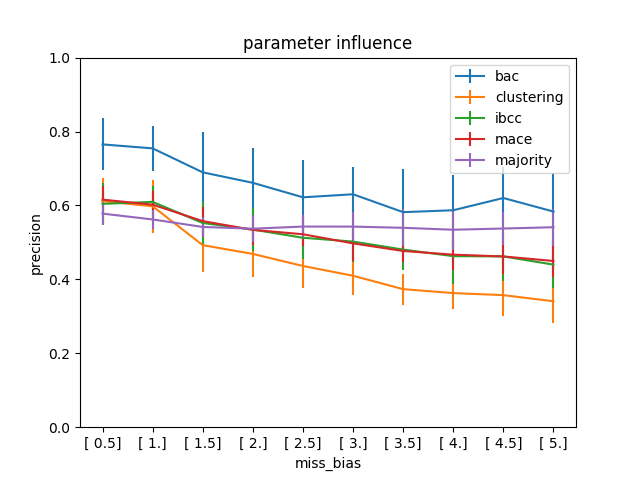 parameter influence
1.0
0.8
0.6
0.4
0.2
0.0
precision
bac
clustering
ibcc
mace
majority
[ 0.5] [ 1.] [ 1.5] [ 2.] [ 2.5] [ 3.] [ 3.5] [ 4.] [ 4.5] [ 5.]
miss_bias